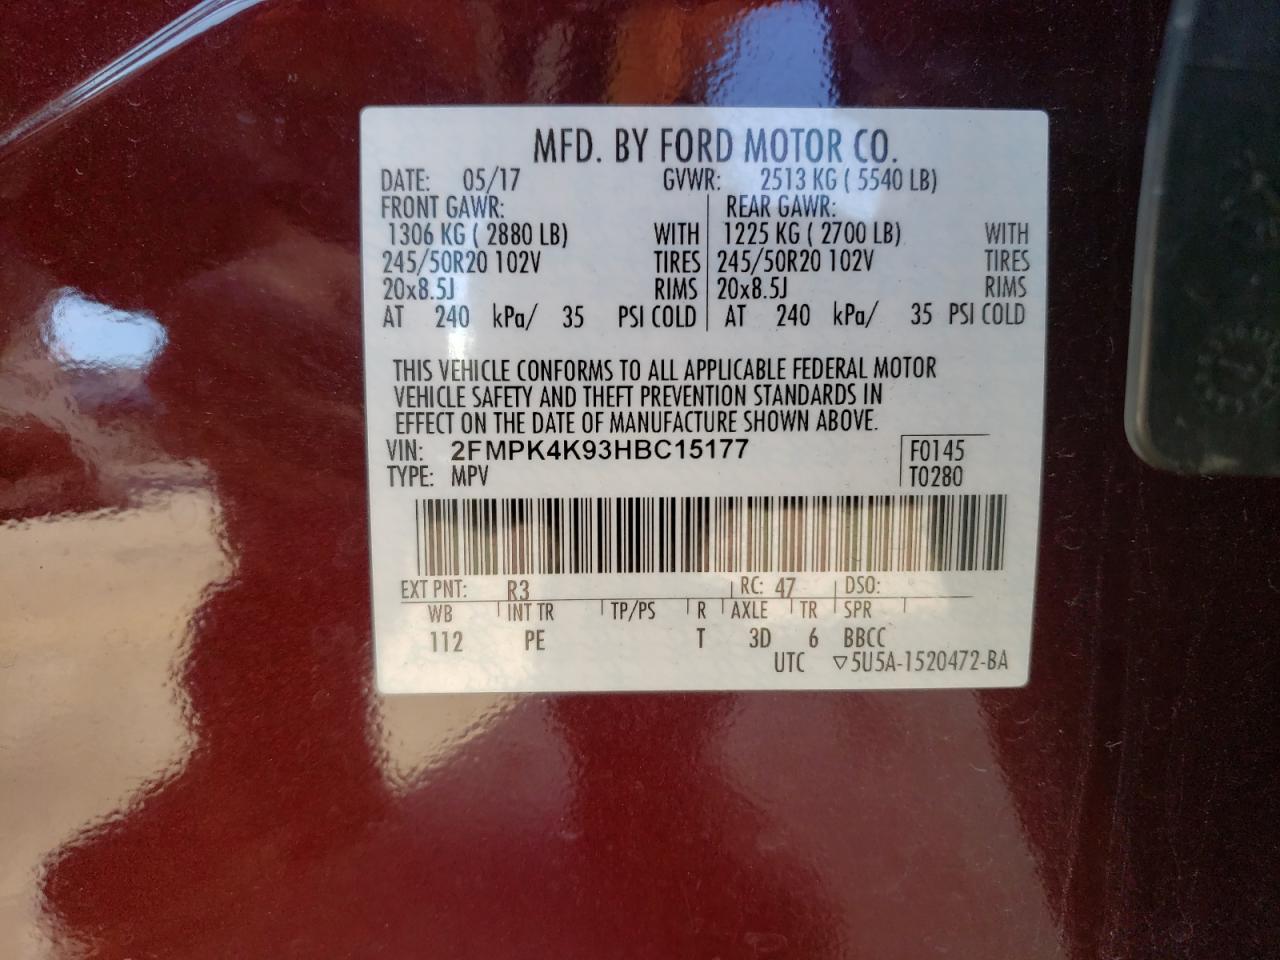 MFD. BY FORD MOTOR CO.
DATE: 05/17 GVWR: 2513 KG ( 5540 LB)
FRONT GAWR: REAR GAWR:
1306 KG ( 2880 LB) WITH 1225 KG ( 2700 LB) WITH
245/50R20 102V TIRES 245/50R20 102V TIRES
20x8.5J RIMS 20x8.5J RIMS
AT 240 kPa/ 35 PSI COLD AT 240 kPa/ 35 PSI COLD
THIS VEHICLE CONFORMS TO ALL APPLICABLE FEDERAL MOTOR
VEHICLE SAFETY AND THEFT PREVENTION STANDARDS IN
EFFECT ON THE DATE OF MANUFACTURE SHOWN ABOVE.
VIN: 2FMPK4K93HBC15177 F0145
TYPE: MPV T0280
EXT PNT: R3 RC: 47 DSO:
WB INT TR TP/PS R AXLE TR SPR
112 PE T 3D 6 BBCC
UTC ▽5U5A-1520472-BA